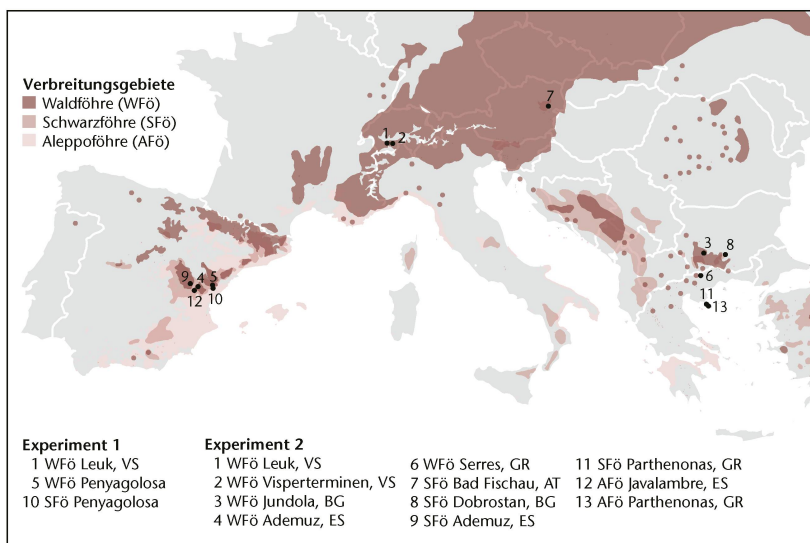 Verbreitungsgebiete
Waldföhre (WFö)
Schwarzföhre (SFö)
Aleppoföhre (AFö)
7
1 2
3 8
9 4 5
6
12 10
11
13
Experiment 1
1 WFö Leuk, VS
5 WFö Penyagolosa
10 SFö Penyagolosa
Experiment 2
1 WFö Leuk, VS
2 WFö Visperterminen, VS
3 WFö Jundola, BG
4 WFö Ademuz, ES
6 WFö Serres, GR
7 SFö Bad Fischau, AT
8 SFö Dobrostan, BG
9 SFö Ademuz, ES
11 SFö Parthenonas, GR
12 AFö Javalambre, ES
13 AFö Parthenonas, GR